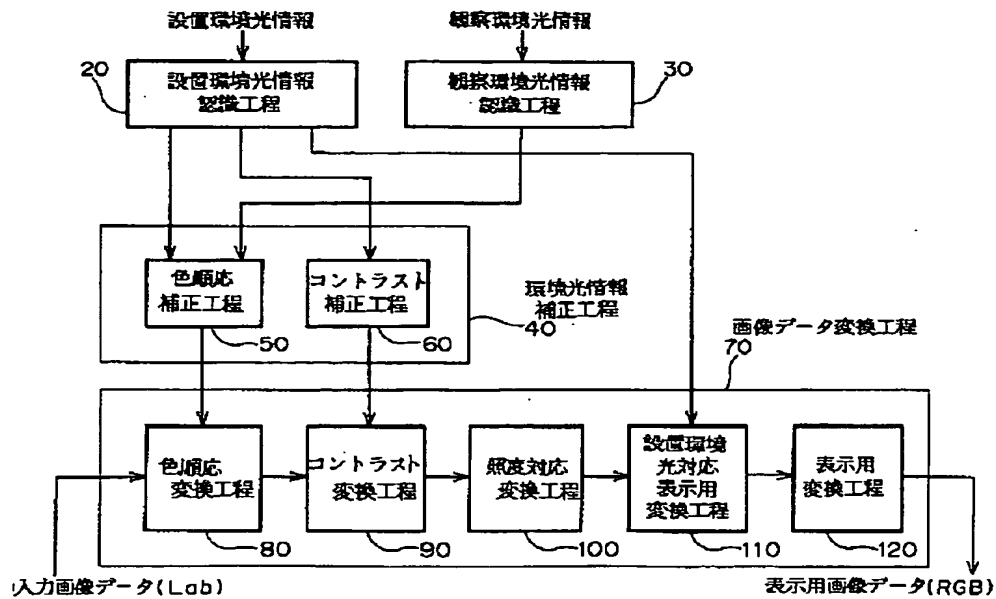 設置環境光情報
観察環境光情報
20
設置環境光情報
認識工程
観察環境光情報
認識工程
30
色順応
補正工程
50
コントラスト
補正工程
60
環境光情報
補正工程
40
画像データ変換工程
70
色順応
変換工程
80
コントラスト
変換工程
90
照度対応
変換工程
100
設置環境
光対応
表示用
変換工程
110
表示用
変換工程
120
入力画像データ(Lab)
表示用画像データ(RGB)